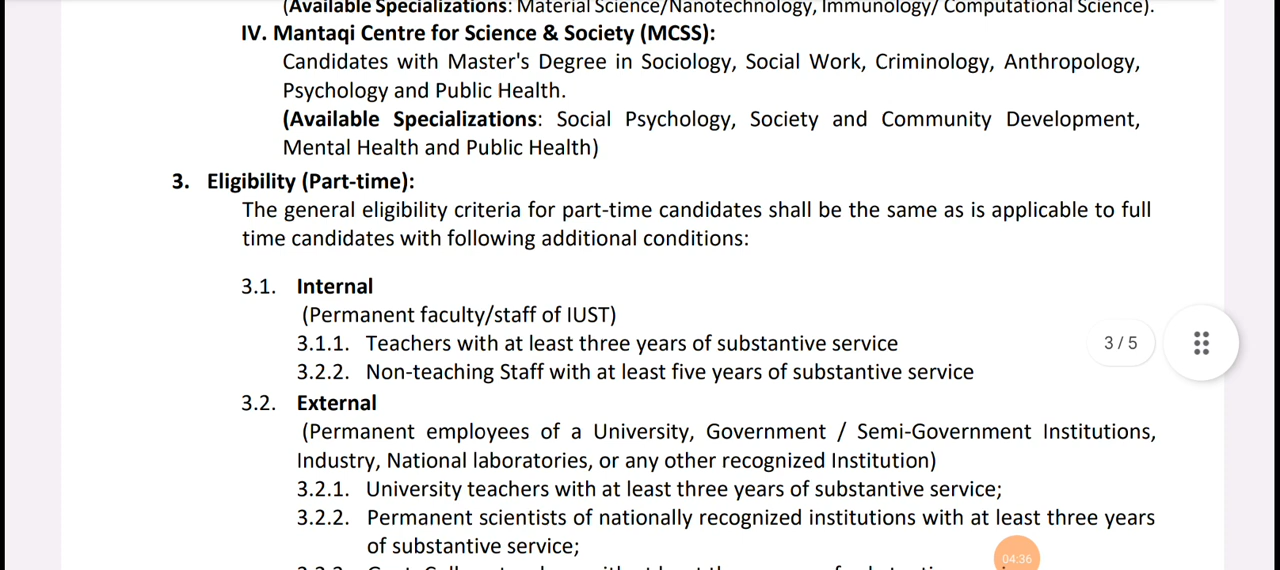 (Available Specializations: Material Science/Nanotechnology, Immunology/ Computational Science).
IV. Mantaqi Centre for Science & Society (MCSS):
Candidates with Master's Degree in Sociology, Social Work, Criminology, Anthropology,
Psychology and Public Health.
(Available Specializations: Social Psychology, Society and Community Development,
Mental Health and Public Health)
3. Eligibility (Part-time):
The general eligibility criteria for part-time candidates shall be the same as is applicable to full
time candidates with following additional conditions:
3.1. Internal
(Permanent faculty/staff of IUST)
3.1.1. Teachers with at least three years of substantive service
3 / 5
3.2.2. Non-teaching Staff with at least five years of substantive service
3.2. External
(Permanent employees of a University, Government / Semi-Government Institutions,
Industry, National laboratories, or any other recognized Institution)
3.2.1. University teachers with at least three years of substantive service;
3.2.2. Permanent scientists of nationally recognized institutions with at least three years
of substantive service;
04:36